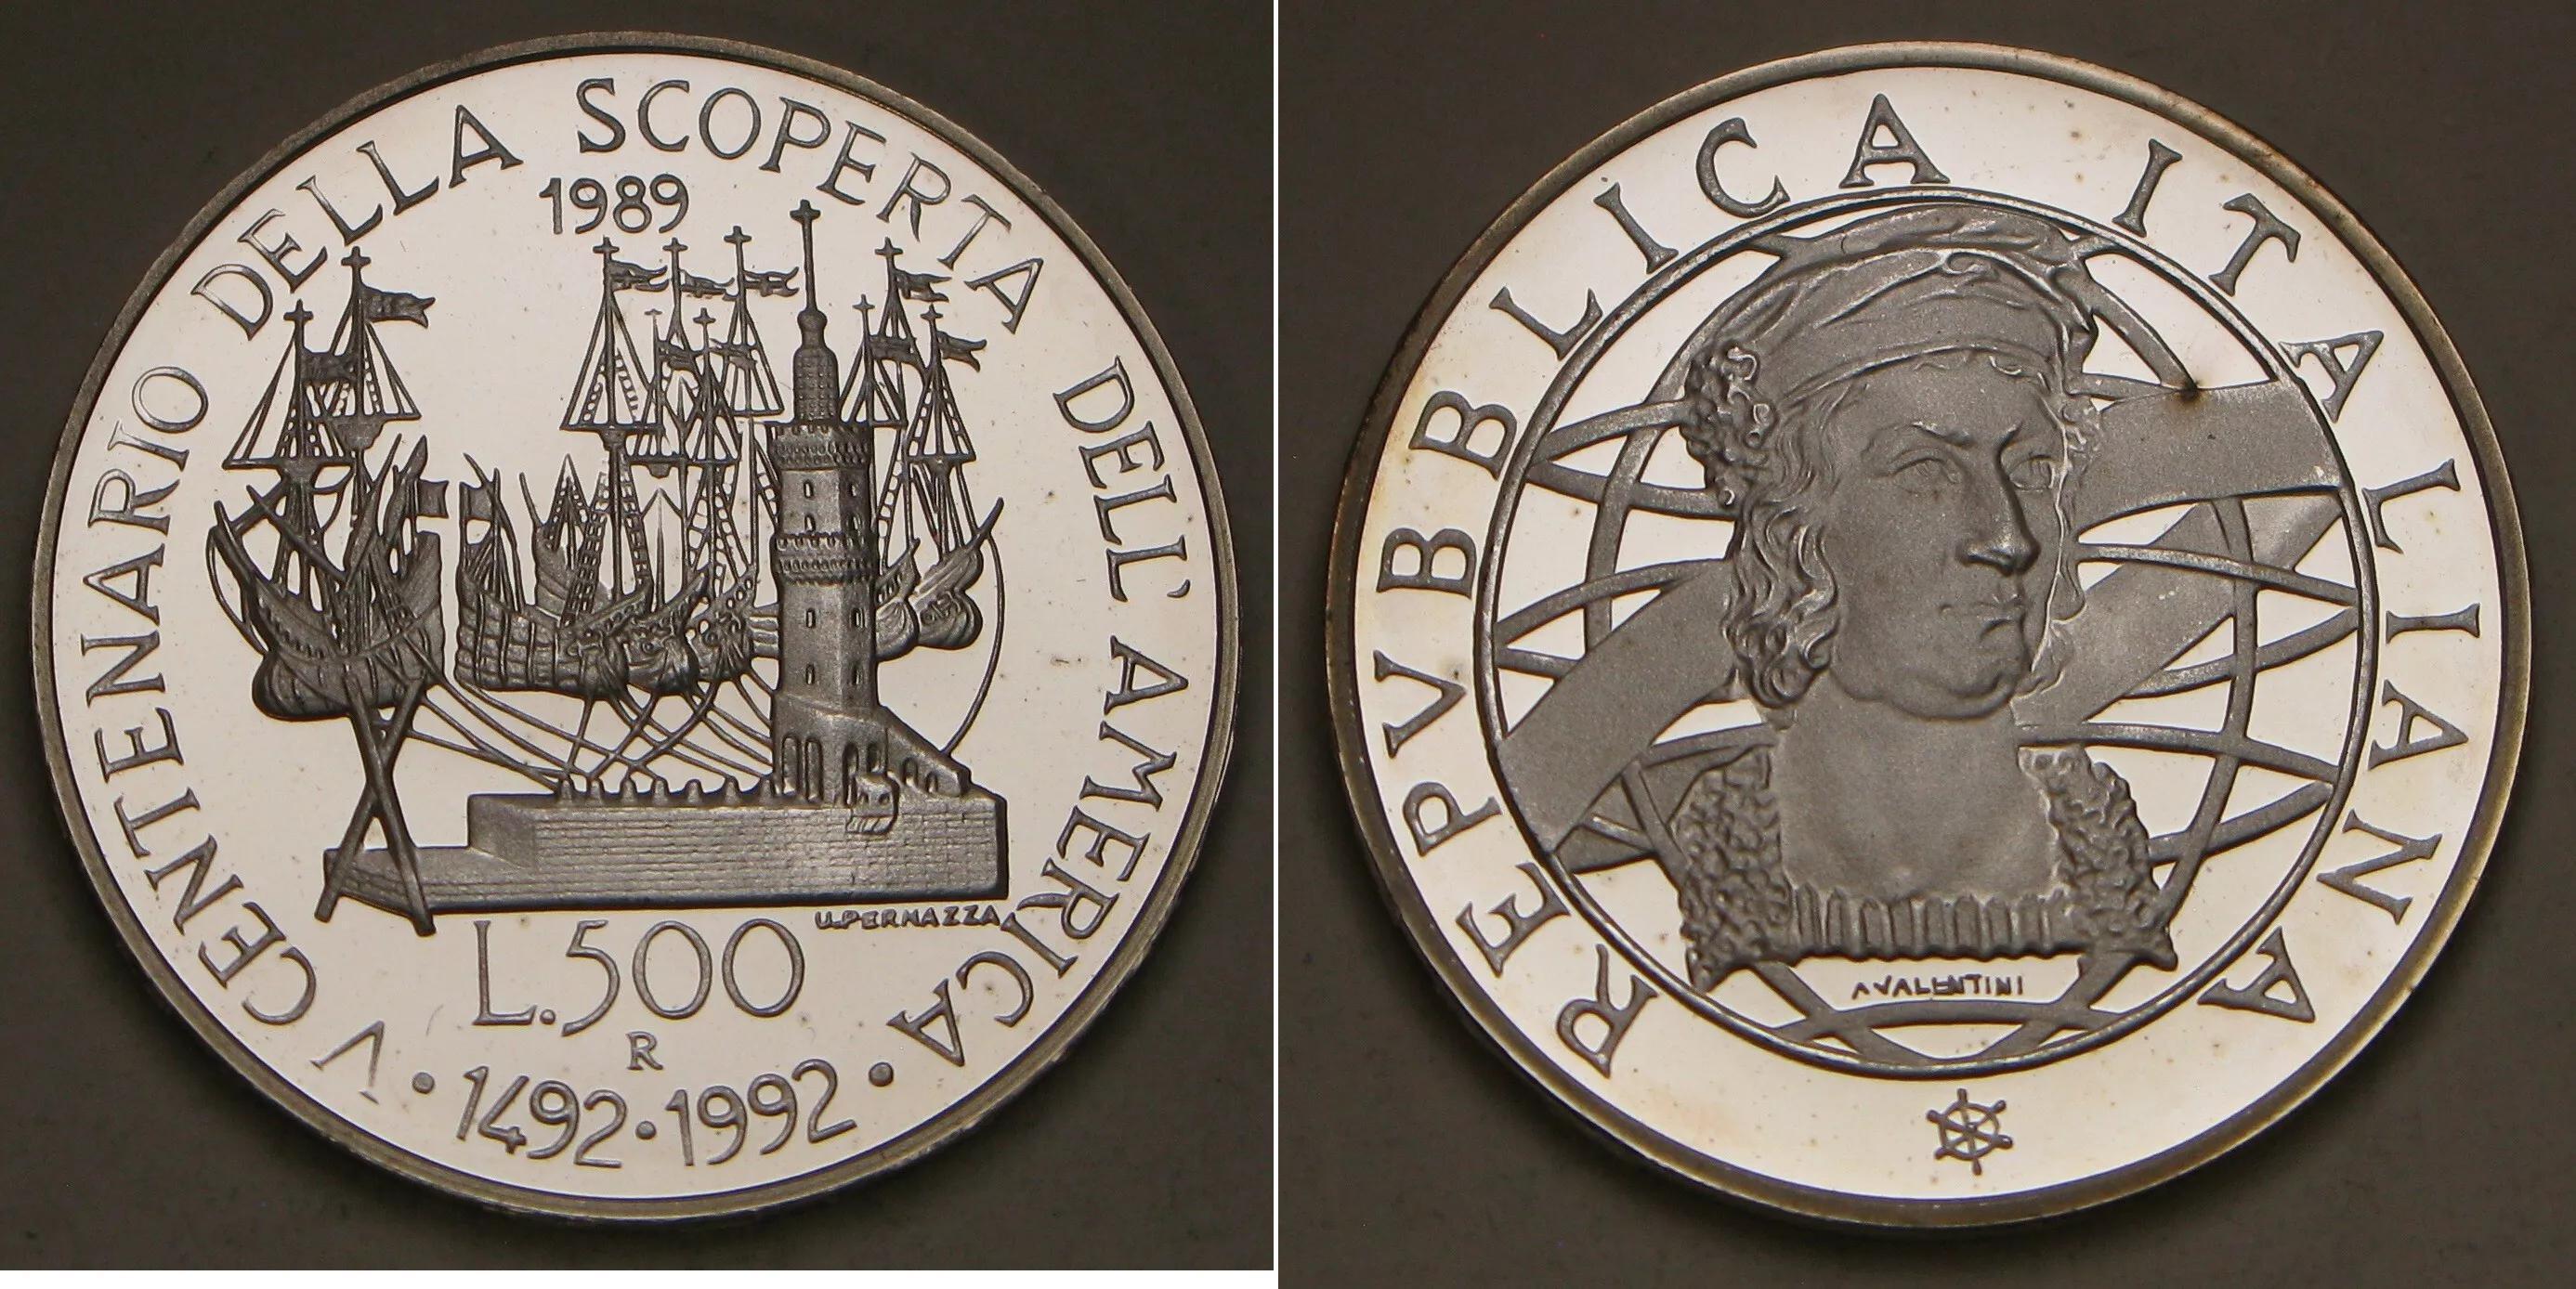 V CENTENARIO DELLA SCOPERTA DELL' AMERICA
1989
U.PERNAZZA
L.500
R
• 1492 • 1992 •
REPVBBLICA ITALIANA
A VALENTINI